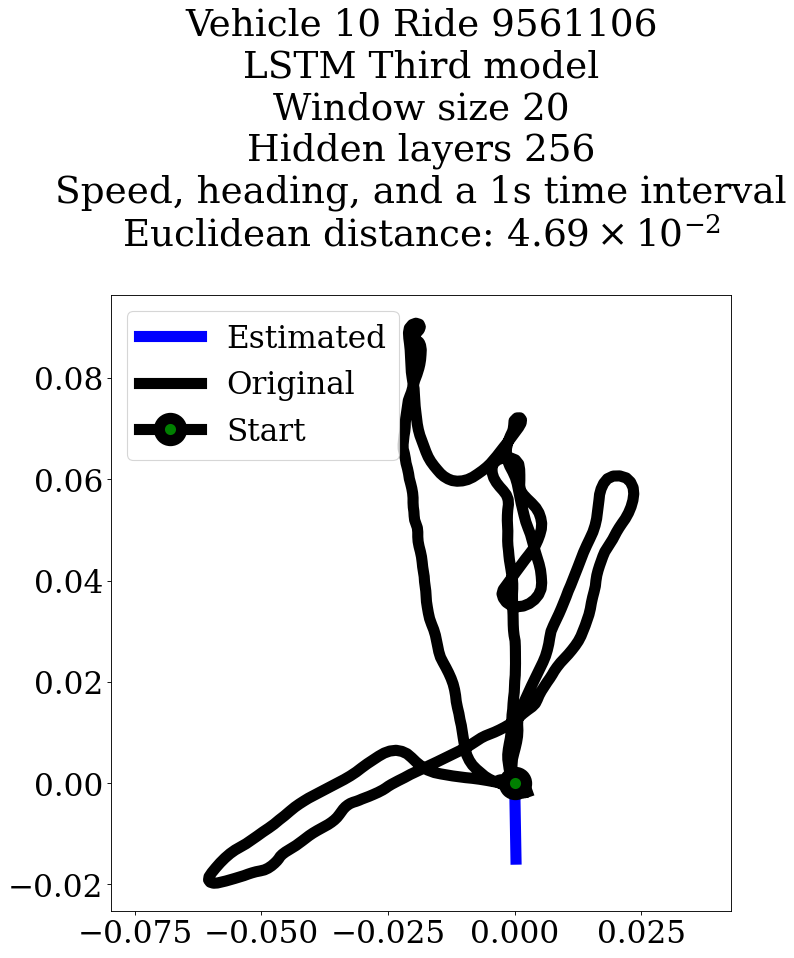 Vehicle 10 Ride 9561106
LSTM Third model
Window size 20
Hidden layers 256
Speed, heading, and a 1s time interval
Euclidean distance: 4.69 × 10⁻²
Estimated
Original
Start
0.08
0.06
0.04
0.02
0.00
−0.02
−0.075 −0.050 −0.025 0.000 0.025